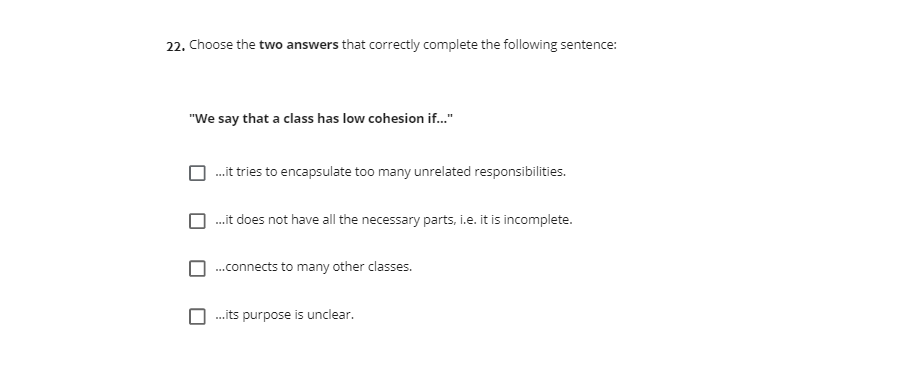 22. Choose the two answers that correctly complete the following sentence:
"We say that a class has low cohesion if..."
...it tries to encapsulate too many unrelated responsibilities.
...it does not have all the necessary parts, i.e. it is incomplete.
...connects to many other classes.
...its purpose is unclear.